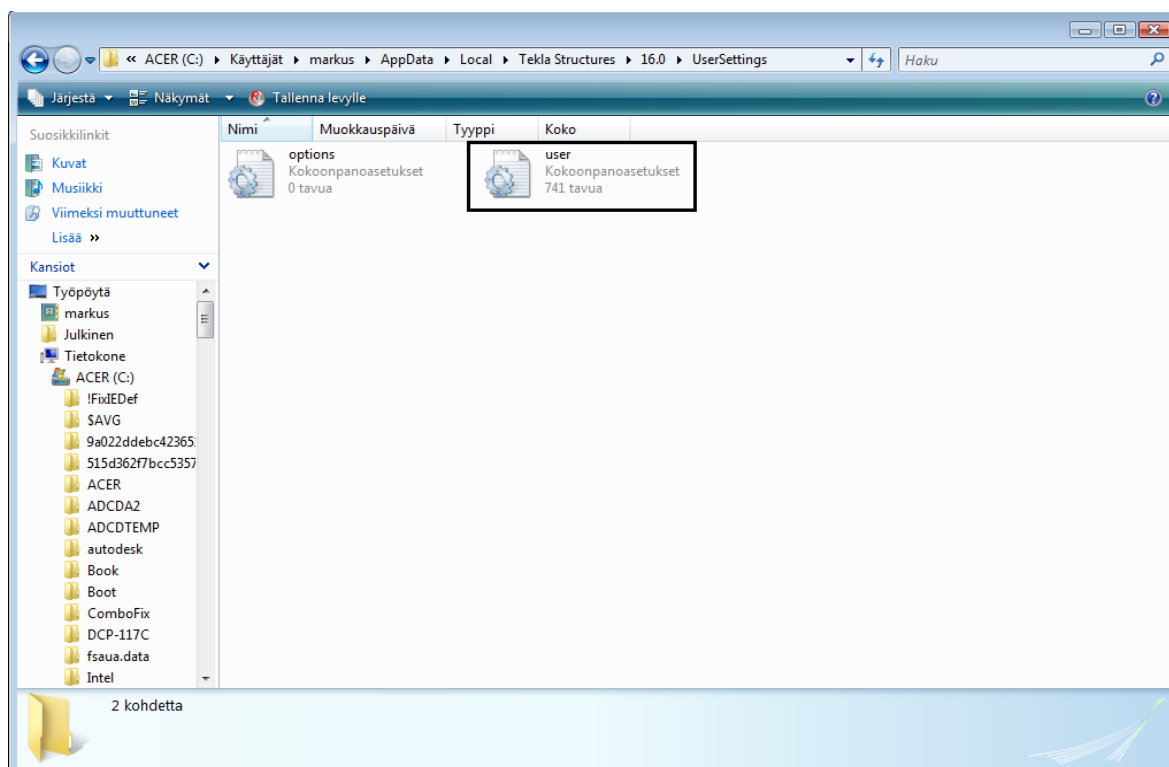 « ACER (C:) ▸ Käyttäjät ▸ markus ▸ AppData ▸ Local ▸ Tekla Structures ▸ 16.0 ▸ UserSettings
Haku
Järjestä Näkymät Tallenna levylle
Suosikkilinkit
Kuvat
Musiikki
Viimeksi muuttuneet
Lisää »
Kansiot
Työpöytä
markus
Julkinen
Tietokone
ACER (C:)
!FixIEDef
$AVG
9a022ddebc42365
515d362f7bcc5357
ACER
ADCDA2
ADCDTEMP
autodesk
Book
Boot
ComboFix
DCP-117C
fsaua.data
Intel
Nimi Muokkauspäivä Tyyppi Koko
options
Kokoonpanoasetukset
0 tavua
user
Kokoonpanoasetukset
741 tavua
2 kohdetta